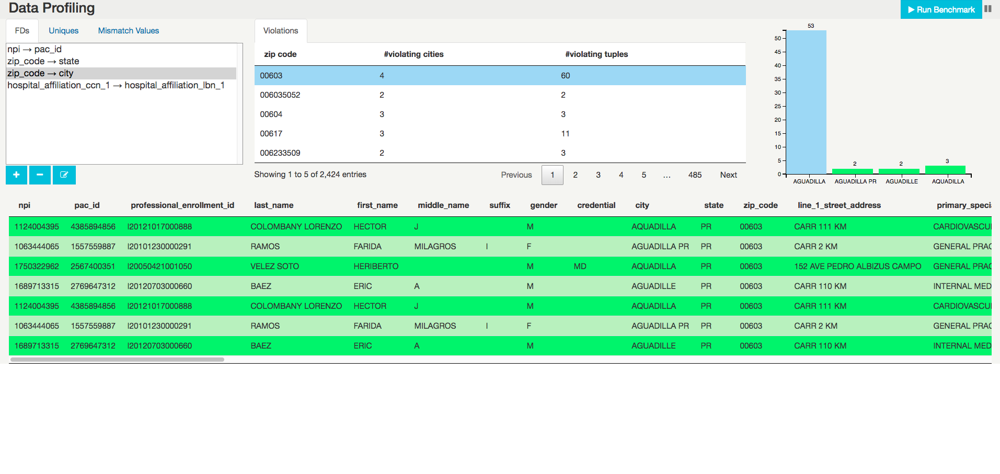 Data Profiling
Run Benchmark
FDs Uniques Mismatch Values
npi → pac_id
zip_code → state
zip_code → city
hospital_affiliation_ccn_1 → hospital_affiliation_lbn_1
Violations
zip code #violating cities #violating tuples
00603 4 60
006035052 2 2
00604 3 3
00617 3 11
006233509 2 3
Showing 1 to 5 of 2,424 entries
Previous 1 2 3 4 5 ... 485 Next
53
50
45
40
35
30
25
20
15
10
5
0
2 2 3
AGUADILLA AGUADILLA PR AGUADILLE AQUADILLA
npi pac_id professional_enrollment_id last_name first_name middle_name suffix gender credential city state zip_code line_1_street_address primary_speci
1124004395 4385894856 I20121017000888 COLOMBANY LORENZO HECTOR J M AQUADILLA PR 00603 CARR 111 KM CARDIOVASCU
1063444065 1557559887 I20101230000291 RAMOS FARIDA MILAGROS I F AGUADILLA PR PR 00603 CARR 2 KM GENERAL PRAC
1750322962 2567400351 I20050421001050 VELEZ SOTO HERIBERTO M MD AQUADILLA PR 00603 152 AVE PEDRO ALBIZUS CAMPO GENERAL PRAC
1689713315 2769647312 I20120703000660 BAEZ ERIC A M AGUADILLE PR 00603 CARR 110 KM INTERNAL MED
1124004395 4385894856 I20121017000888 COLOMBANY LORENZO HECTOR J M AQUADILLA PR 00603 CARR 111 KM CARDIOVASCU
1063444065 1557559887 I20101230000291 RAMOS FARIDA MILAGROS I F AGUADILLA PR PR 00603 CARR 2 KM GENERAL PRAC
1689713315 2769647312 I20120703000660 BAEZ ERIC A M AGUADILLE PR 00603 CARR 110 KM INTERNAL MED